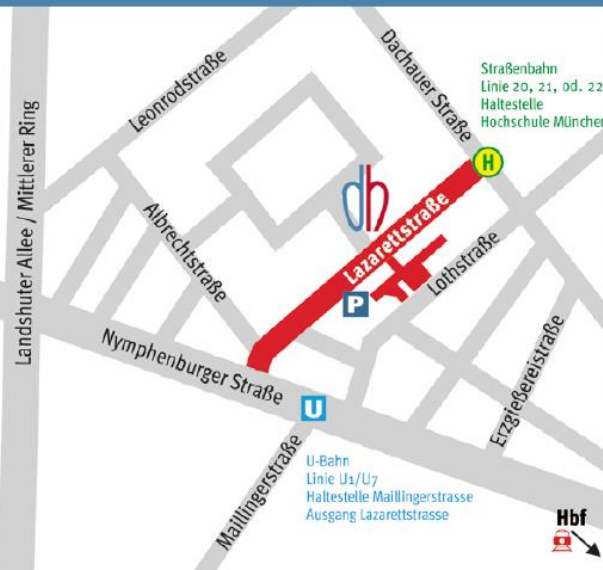 Leonrodstraße
Dachauer Straße
Straßenbahn
Linie 20, 21, od. 22
Haltestelle
Hochschule München
H
Landshuter Allee / Mittlerer Ring
dh
Albrechtstraße
Lazarettstraße
Lothstraße
P
Nymphenburger Straße
Erzgießereistraße
U
Maillingerstraße
U-Bahn
Linie U1/U7
Haltestelle Maillingerstrasse
Ausgang Lazarettstrasse
Hbf